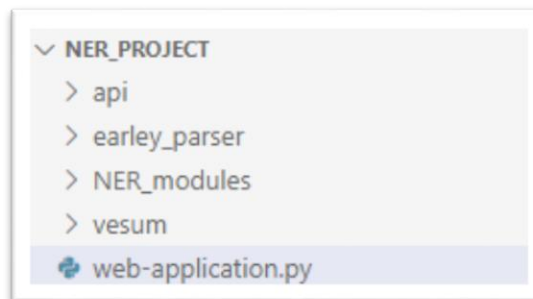 NER_PROJECT
api
earley_parser
NER_modules
vesum
web-application.py